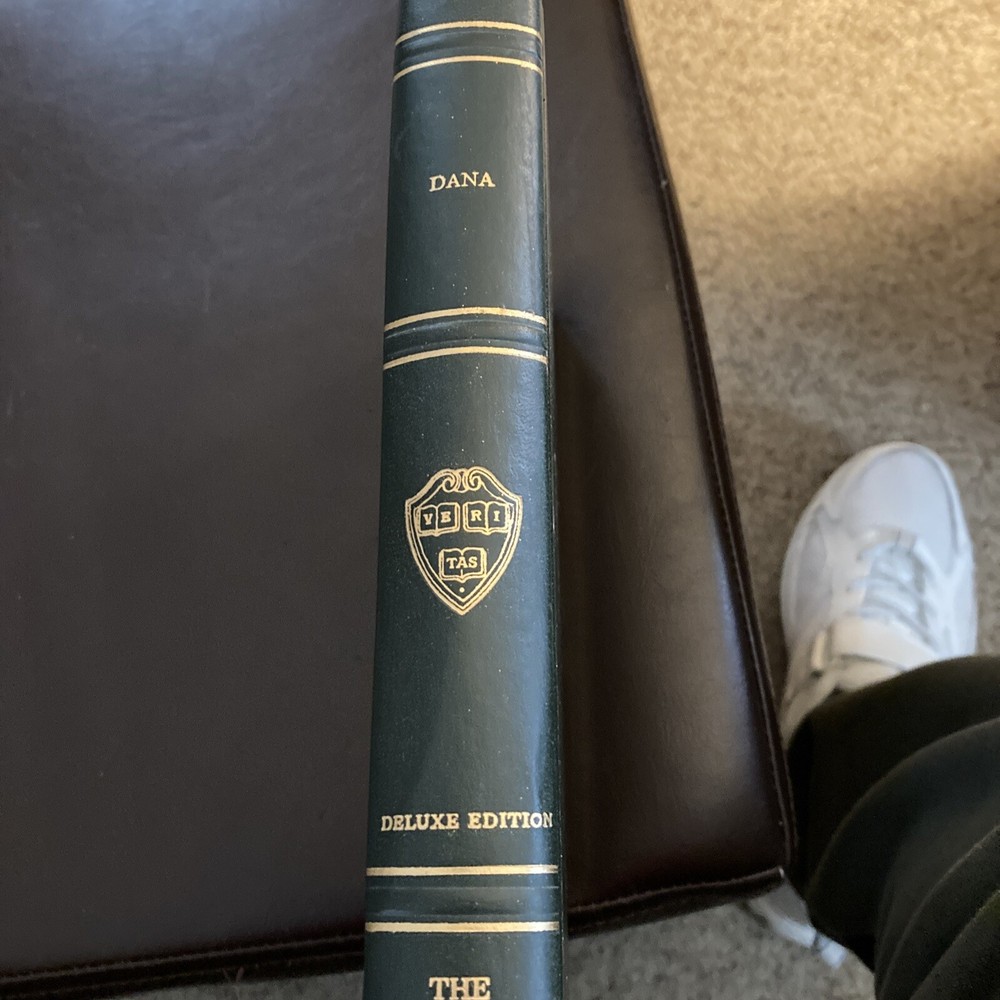 DANA
VE RI
TAS
DELUXE EDITION
THE